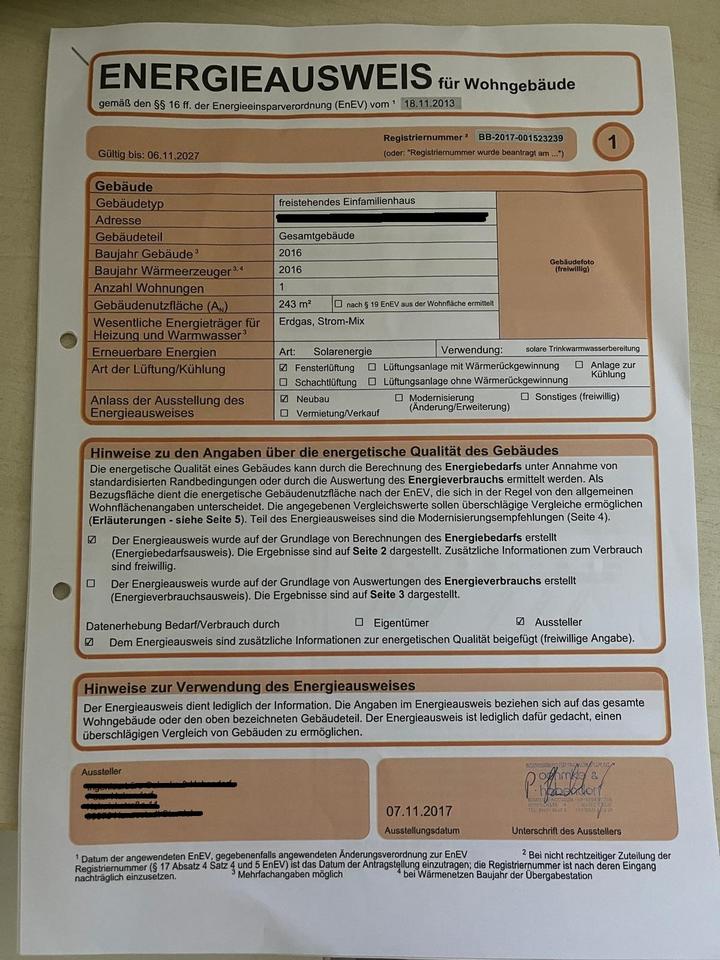 ENERGIEAUSWEIS für Wohngebäude
gemäß den §§ 16 ff. der Energieeinsparverordnung (EnEV) vom ¹ 18.11.2013
Gültig bis: 06.11.2027
Registriernummer ² BB-2017-001523239
(oder: "Registriernummer wurde beantragt am ...")
1
Gebäude
Gebäudetyp freistehendes Einfamilienhaus
Adresse
Gebäudeteil Gesamtgebäude
Baujahr Gebäude ³ 2016
Baujahr Wärmeerzeuger ³, ⁴ 2016
Anzahl Wohnungen 1
Gebäudenutzfläche (A_N) 243 m² ☐ nach § 19 EnEV aus der Wohnfläche ermittelt
Wesentliche Energieträger für Heizung und Warmwasser ³ Erdgas, Strom-Mix
Gebäudefoto
(freiwillig)
Erneuerbare Energien Art: Solarenergie Verwendung: solare Trinkwarmwasserbereitung
Art der Lüftung/Kühlung ☑ Fensterlüftung ☐ Lüftungsanlage mit Wärmerückgewinnung ☐ Anlage zur Kühlung
☐ Schachtlüftung ☐ Lüftungsanlage ohne Wärmerückgewinnung
Anlass der Ausstellung des Energieausweises ☑ Neubau ☐ Modernisierung (Änderung/Erweiterung) ☐ Sonstiges (freiwillig)
☐ Vermietung/Verkauf
Hinweise zu den Angaben über die energetische Qualität des Gebäudes
Die energetische Qualität eines Gebäudes kann durch die Berechnung des Energiebedarfs unter Annahme von
standardisierten Randbedingungen oder durch die Auswertung des Energieverbrauchs ermittelt werden. Als
Bezugsfläche dient die energetische Gebäudenutzfläche nach der EnEV, die sich in der Regel von den allgemeinen
Wohnflächenangaben unterscheidet. Die angegebenen Vergleichswerte sollen überschlägige Vergleiche ermöglichen
(Erläuterungen - siehe Seite 5). Teil des Energieausweises sind die Modernisierungsempfehlungen (Seite 4).
☑ Der Energieausweis wurde auf der Grundlage von Berechnungen des Energiebedarfs erstellt
(Energiebedarfsausweis). Die Ergebnisse sind auf Seite 2 dargestellt. Zusätzliche Informationen zum Verbrauch
sind freiwillig.
☐ Der Energieausweis wurde auf der Grundlage von Auswertungen des Energieverbrauchs erstellt
(Energieverbrauchsausweis). Die Ergebnisse sind auf Seite 3 dargestellt.
Datenerhebung Bedarf/Verbrauch durch ☐ Eigentümer ☑ Aussteller
☑ Dem Energieausweis sind zusätzliche Informationen zur energetischen Qualität beigefügt (freiwillige Angabe).
Hinweise zur Verwendung des Energieausweises
Der Energieausweis dient lediglich der Information. Die Angaben im Energieausweis beziehen sich auf das gesamte
Wohngebäude oder den oben bezeichneten Gebäudeteil. Der Energieausweis ist lediglich dafür gedacht, einen
überschlägigen Vergleich von Gebäuden zu ermöglichen.
Aussteller
07.11.2017
Ausstellungsdatum
Unterschrift des Ausstellers
¹ Datum der angewendeten EnEV, gegebenenfalls angewendeten Änderungsverordnung zur EnEV ² Bei nicht rechtzeitiger Zuteilung der
Registriernummer (§ 17 Absatz 4 Satz 4 und 5 EnEV) ist das Datum der Antragstellung einzutragen; die Registriernummer ist nach deren Eingang
nachträglich einzusetzen. ³ Mehrfachangaben möglich ⁴ bei Wärmenetzen Baujahr der Übergabestation